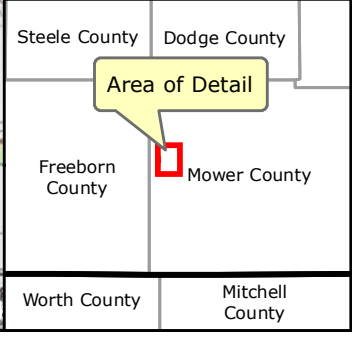 Steele County
Dodge County
Area of Detail
Freeborn
County
Mower County
Worth County
Mitchell
County